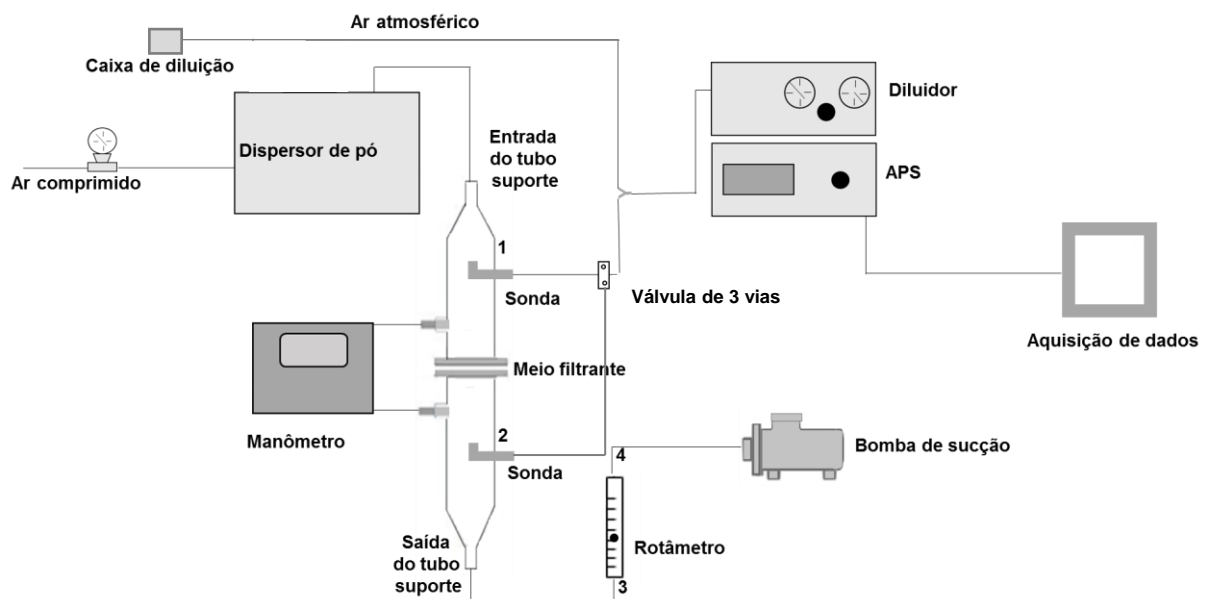 Ar atmosférico
Caixa de diluição
Diluidor
Entrada
do tubo
suporte
Dispersor de pó
Ar comprimido
APS
1
Sonda
Válvula de 3 vias
Aquisição de dados
Meio filtrante
Manômetro
2
Sonda
4
Bomba de sucção
Saída
do tubo
suporte
Rotâmetro
3